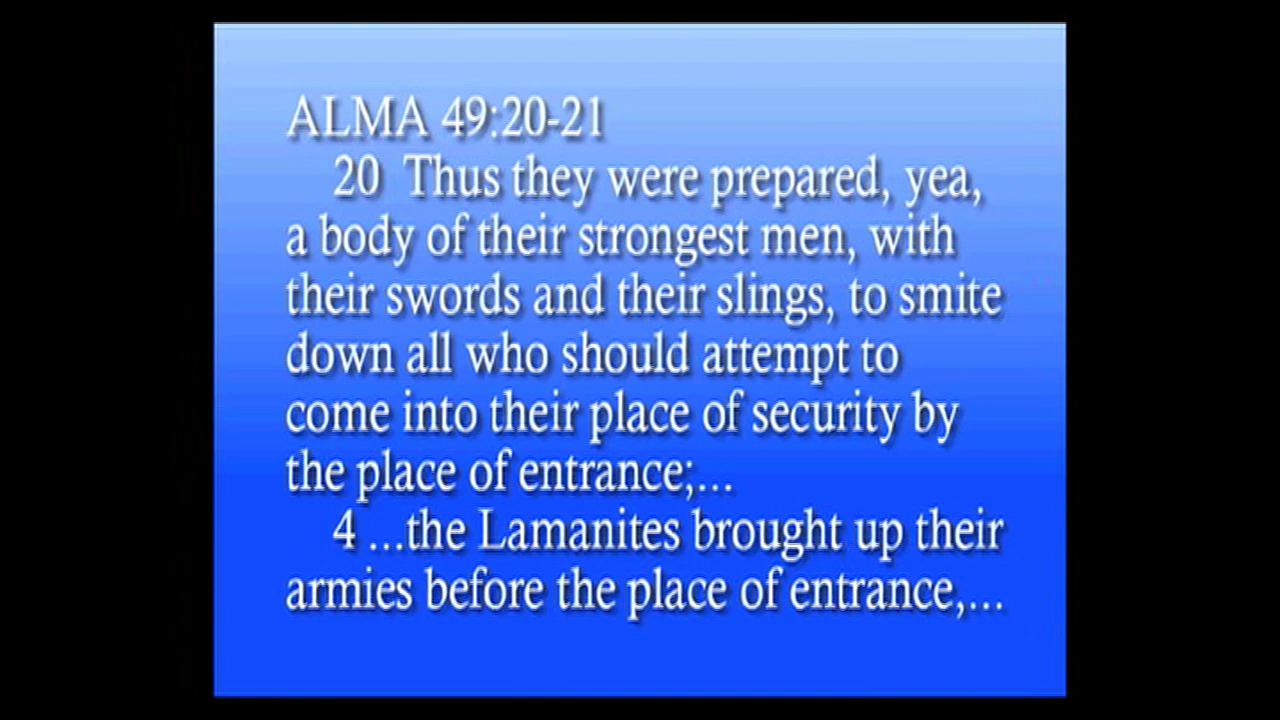 ALMA 49:20-21
20 Thus they were prepared, yea,
a body of their strongest men, with
their swords and their slings, to smite
down all who should attempt to
come into their place of security by
the place of entrance;...
4 ...the Lamanites brought up their
armies before the place of entrance,...